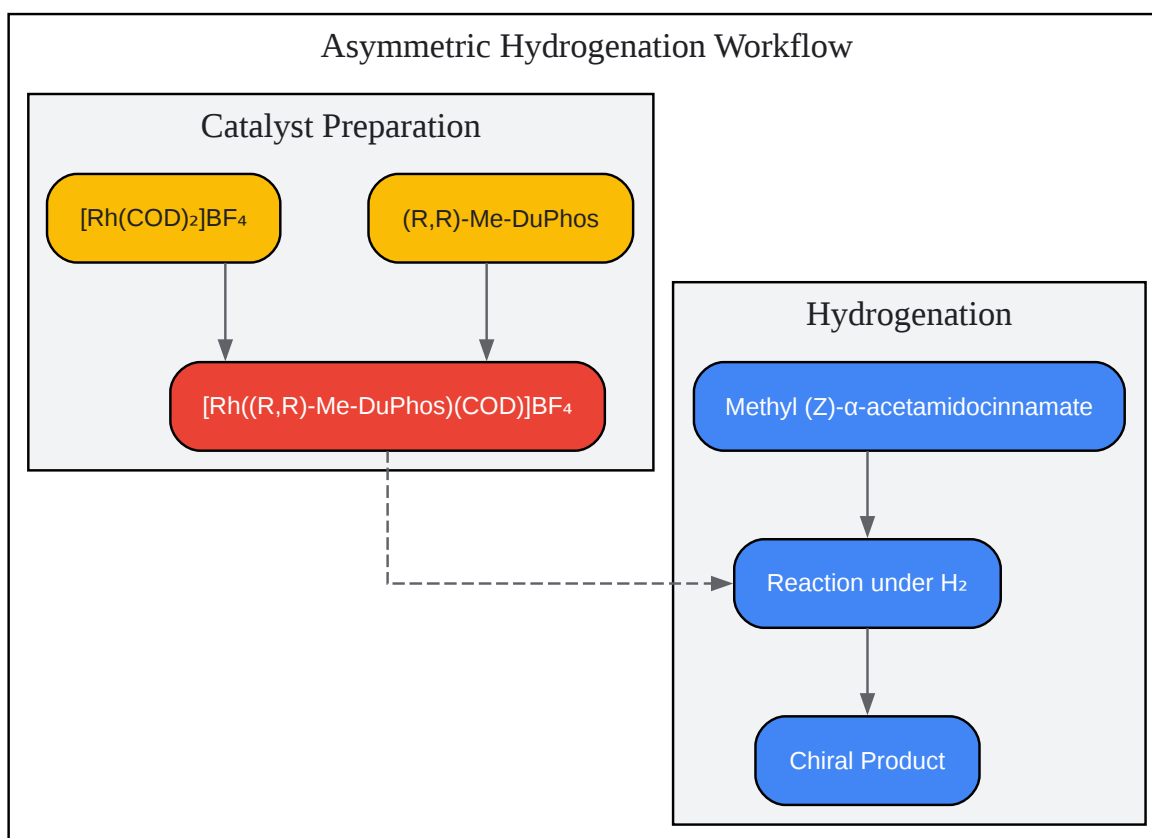 Asymmetric Hydrogenation Workflow
Catalyst Preparation
[Rh(COD)₂]BF₄
(R,R)-Me-DuPhos
[Rh((R,R)-Me-DuPhos)(COD)]BF₄
Hydrogenation
Methyl (Z)-α-acetamidocinnamate
Reaction under H₂
Chiral Product